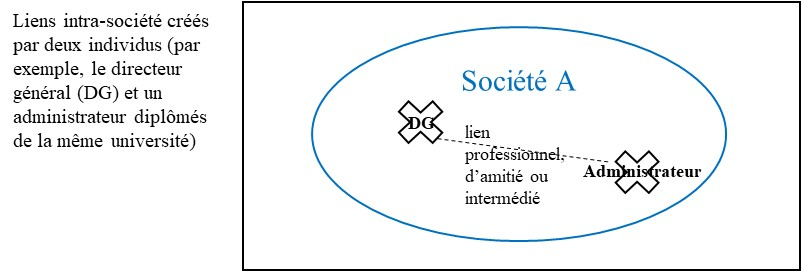 Liens intra-société créés
par deux individus (par
exemple, le directeur
général (DG) et un
administrateur diplômés
de la même université)
Société A
DG
lien
professionnel,
d’amitié ou
intermédié
Administrateur